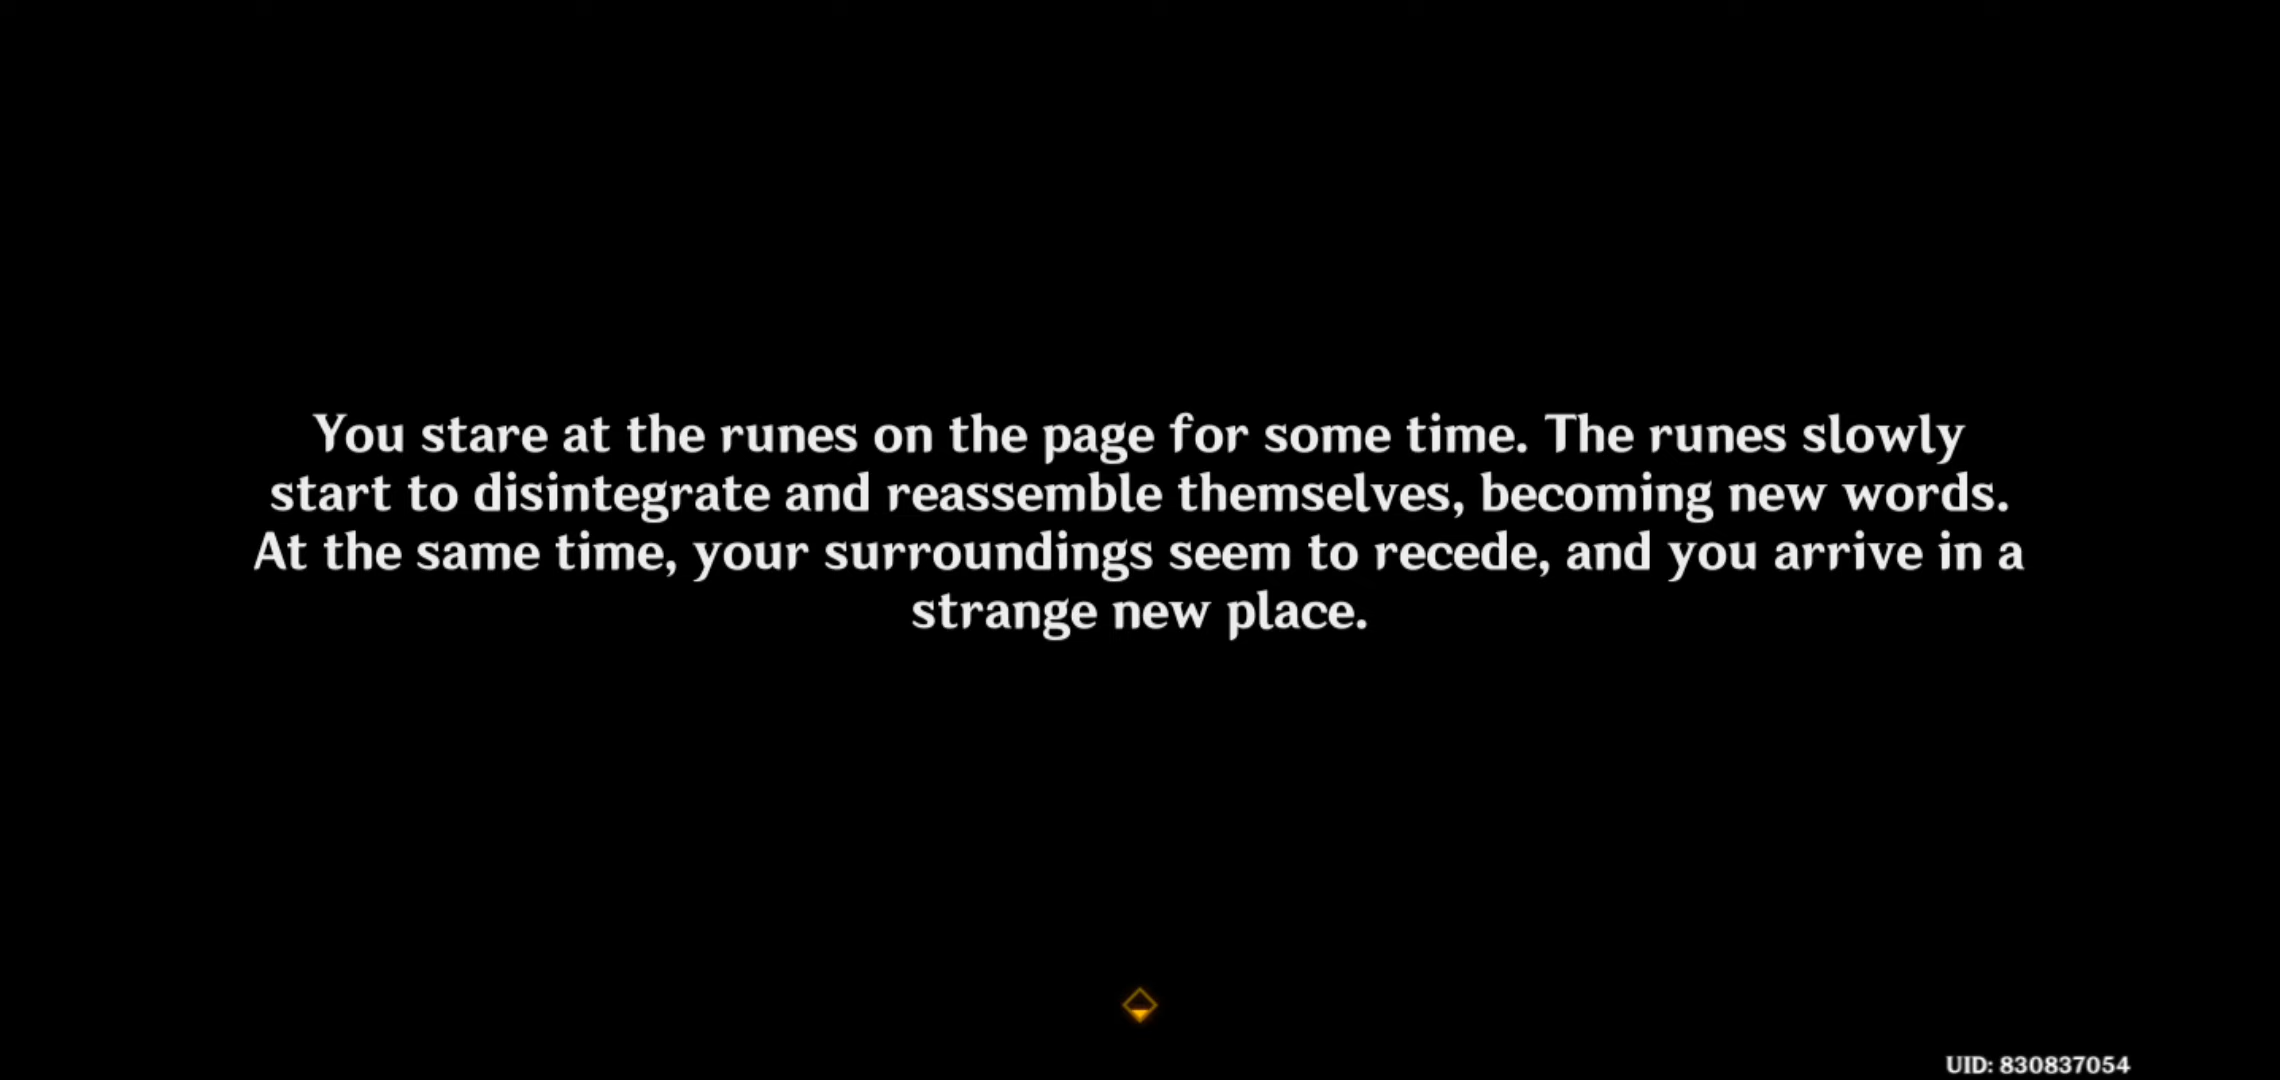 You stare at the runes on the page for some time. The runes slowly
start to disintegrate and reassemble themselves, becoming new words.
At the same time, your surroundings seem to recede, and you arrive in a
strange new place.
UID: 830837054